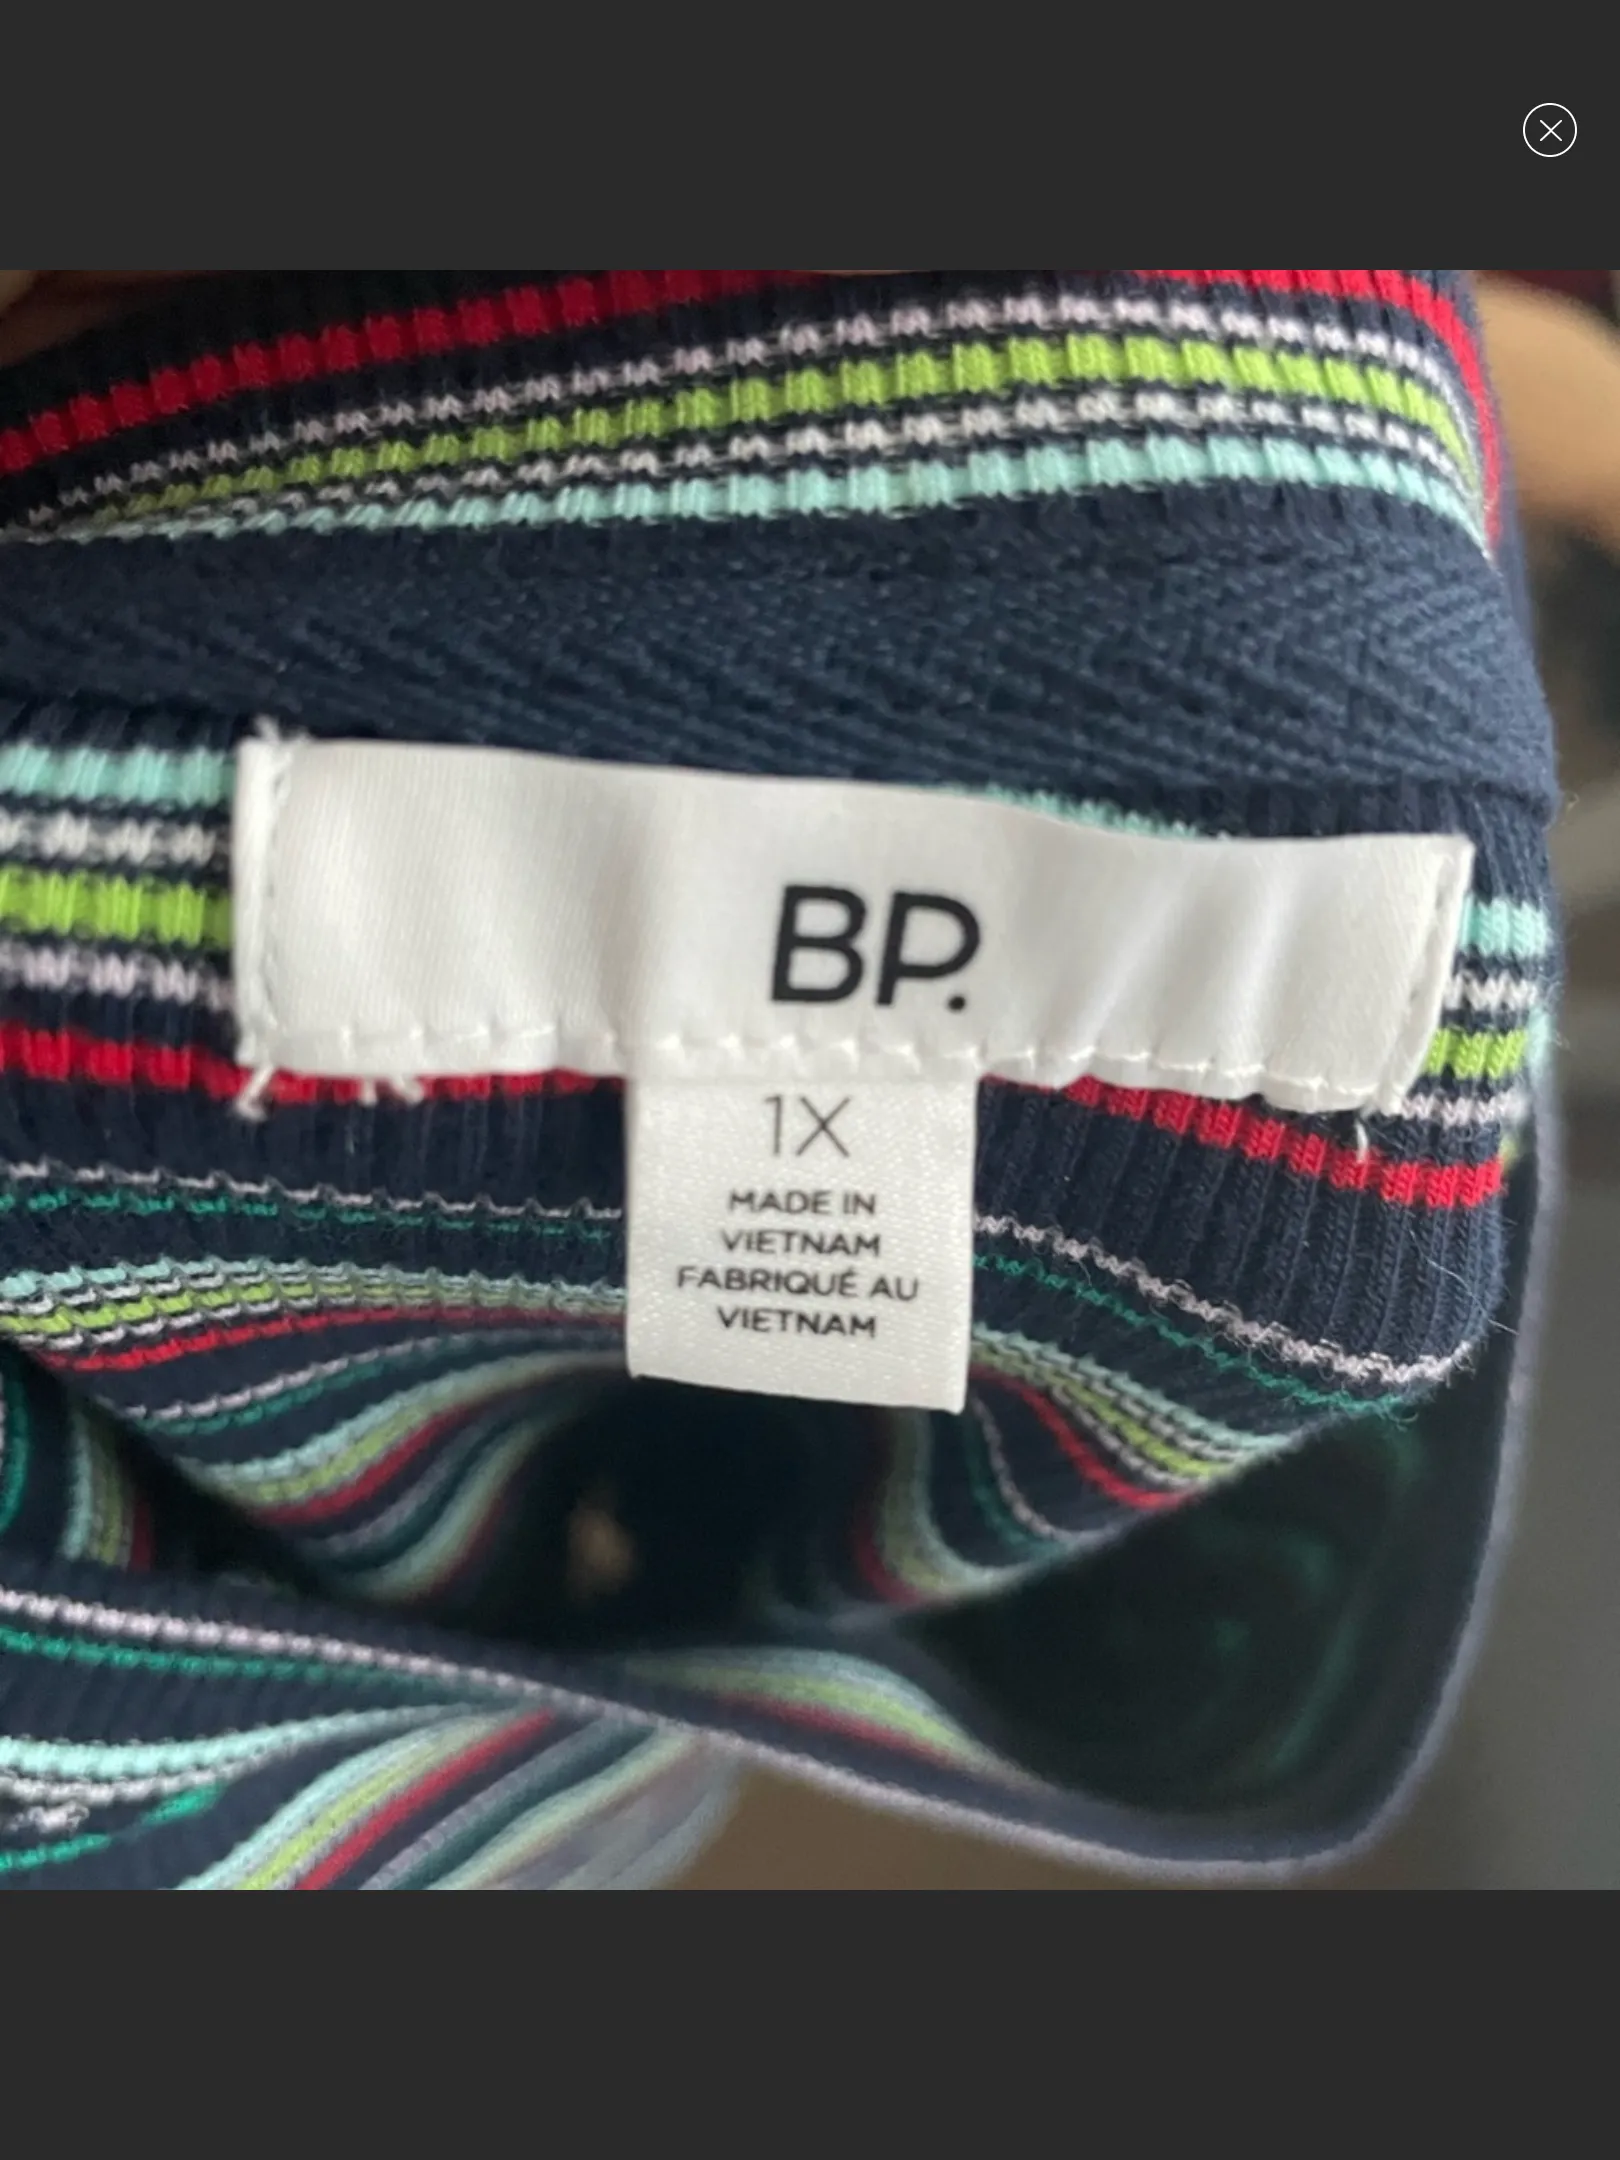 BP.
1X
MADE IN
VIETNAM
FABRIQUÉ AU
VIETNAM